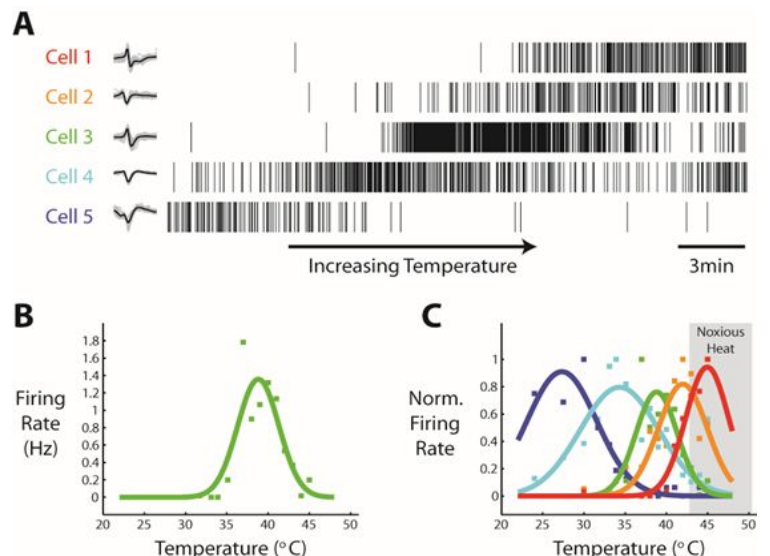 A
Cell 1
Cell 2
Cell 3
Cell 4
Cell 5
Increasing Temperature
3min
B
Firing
Rate
(Hz)
1.8
1.6
1.4
1.2
1
0.8
0.6
0.4
0.2
0
20 25 30 35 40 45 50
Temperature (°C)
C
Noxious
Heat
Norm.
Firing
Rate
1
0.8
0.6
0.4
0.2
0
20 25 30 35 40 45 50
Temperature (°C)